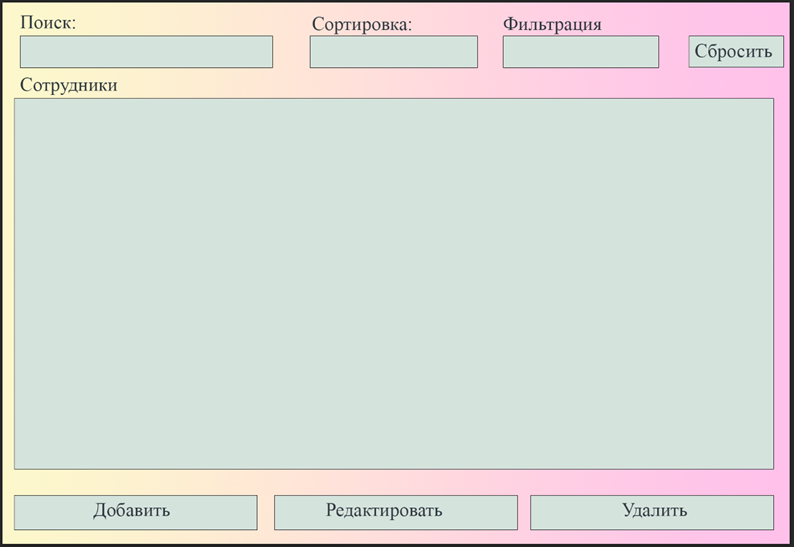 Поиск:
Сортировка:
Фильтрация
Сбросить
Сотрудники
Добавить
Редактировать
Удалить